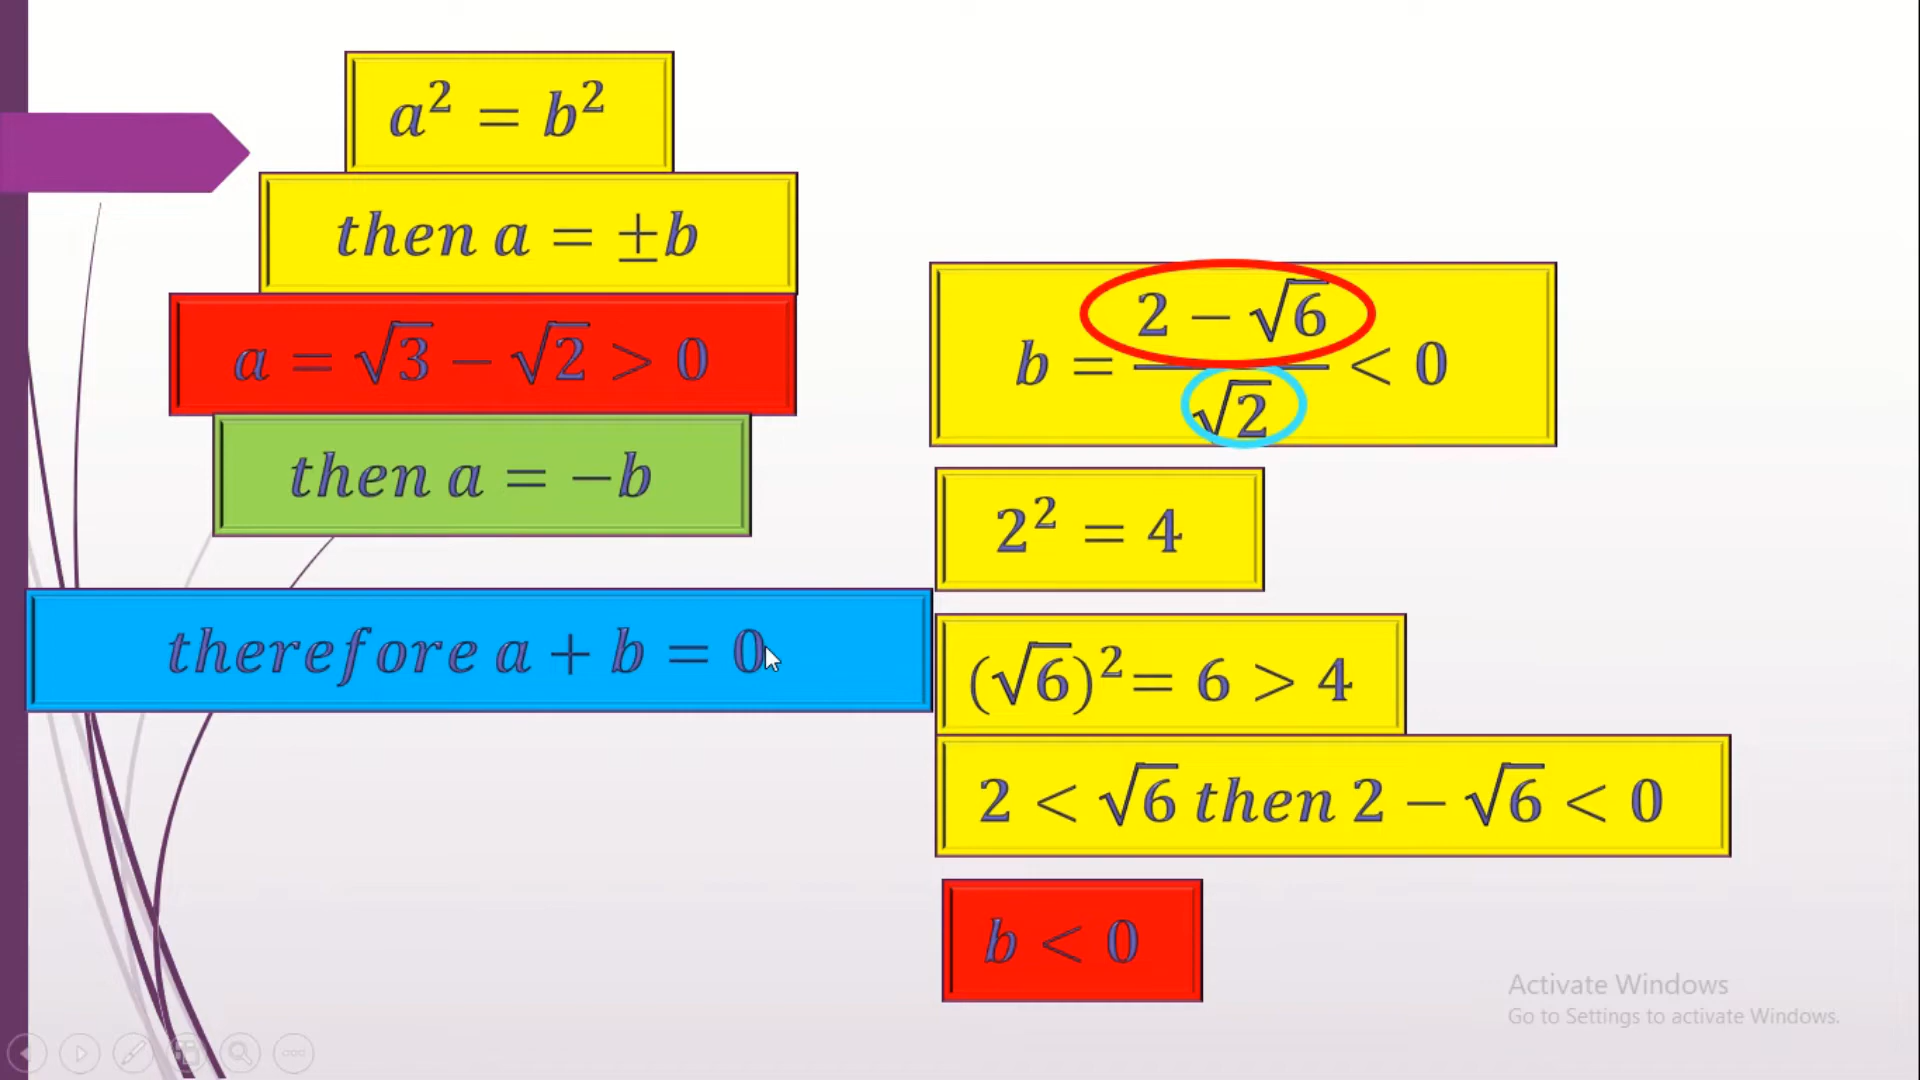 a² = b²
then a = ±b
a = √3 − √2 > 0
then a = −b
therefore a + b = 0
b = (2 − √6)/√2 < 0
2² = 4
(√6)² = 6 > 4
2 < √6 then 2 − √6 < 0
b < 0
Activate Windows
Go to Settings to activate Windows.